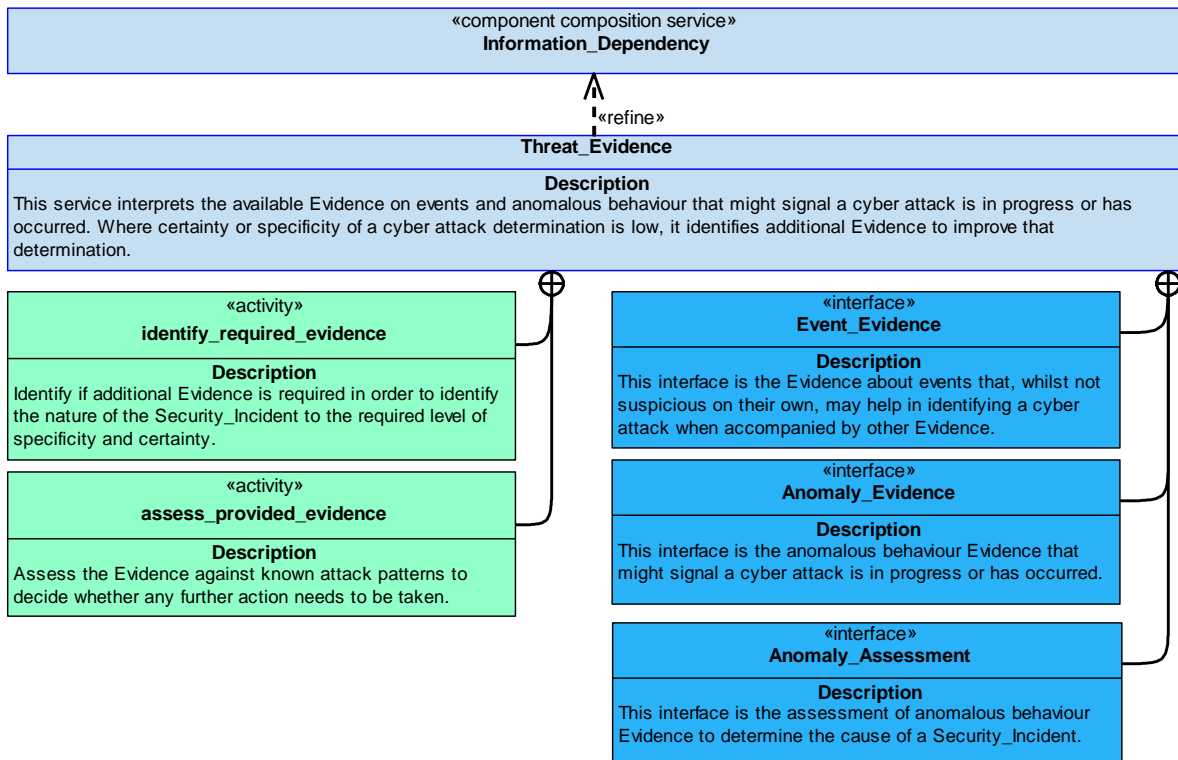 «component composition service»
Information_Dependency
«refine»
Threat_Evidence
Description
This service interprets the available Evidence on events and anomalous behaviour that might signal a cyber attack is in progress or has
occurred. Where certainty or specificity of a cyber attack determination is low, it identifies additional Evidence to improve that
determination.
«activity»
identify_required_evidence
Description
Identify if additional Evidence is required in order to identify
the nature of the Security_Incident to the required level of
specificity and certainty.
«activity»
assess_provided_evidence
Description
Assess the Evidence against known attack patterns to
decide whether any further action needs to be taken.
«interface»
Event_Evidence
Description
This interface is the Evidence about events that, whilst not
suspicious on their own, may help in identifying a cyber
attack when accompanied by other Evidence.
«interface»
Anomaly_Evidence
Description
This interface is the anomalous behaviour Evidence that
might signal a cyber attack is in progress or has occurred.
«interface»
Anomaly_Assessment
Description
This interface is the assessment of anomalous behaviour
Evidence to determine the cause of a Security_Incident.